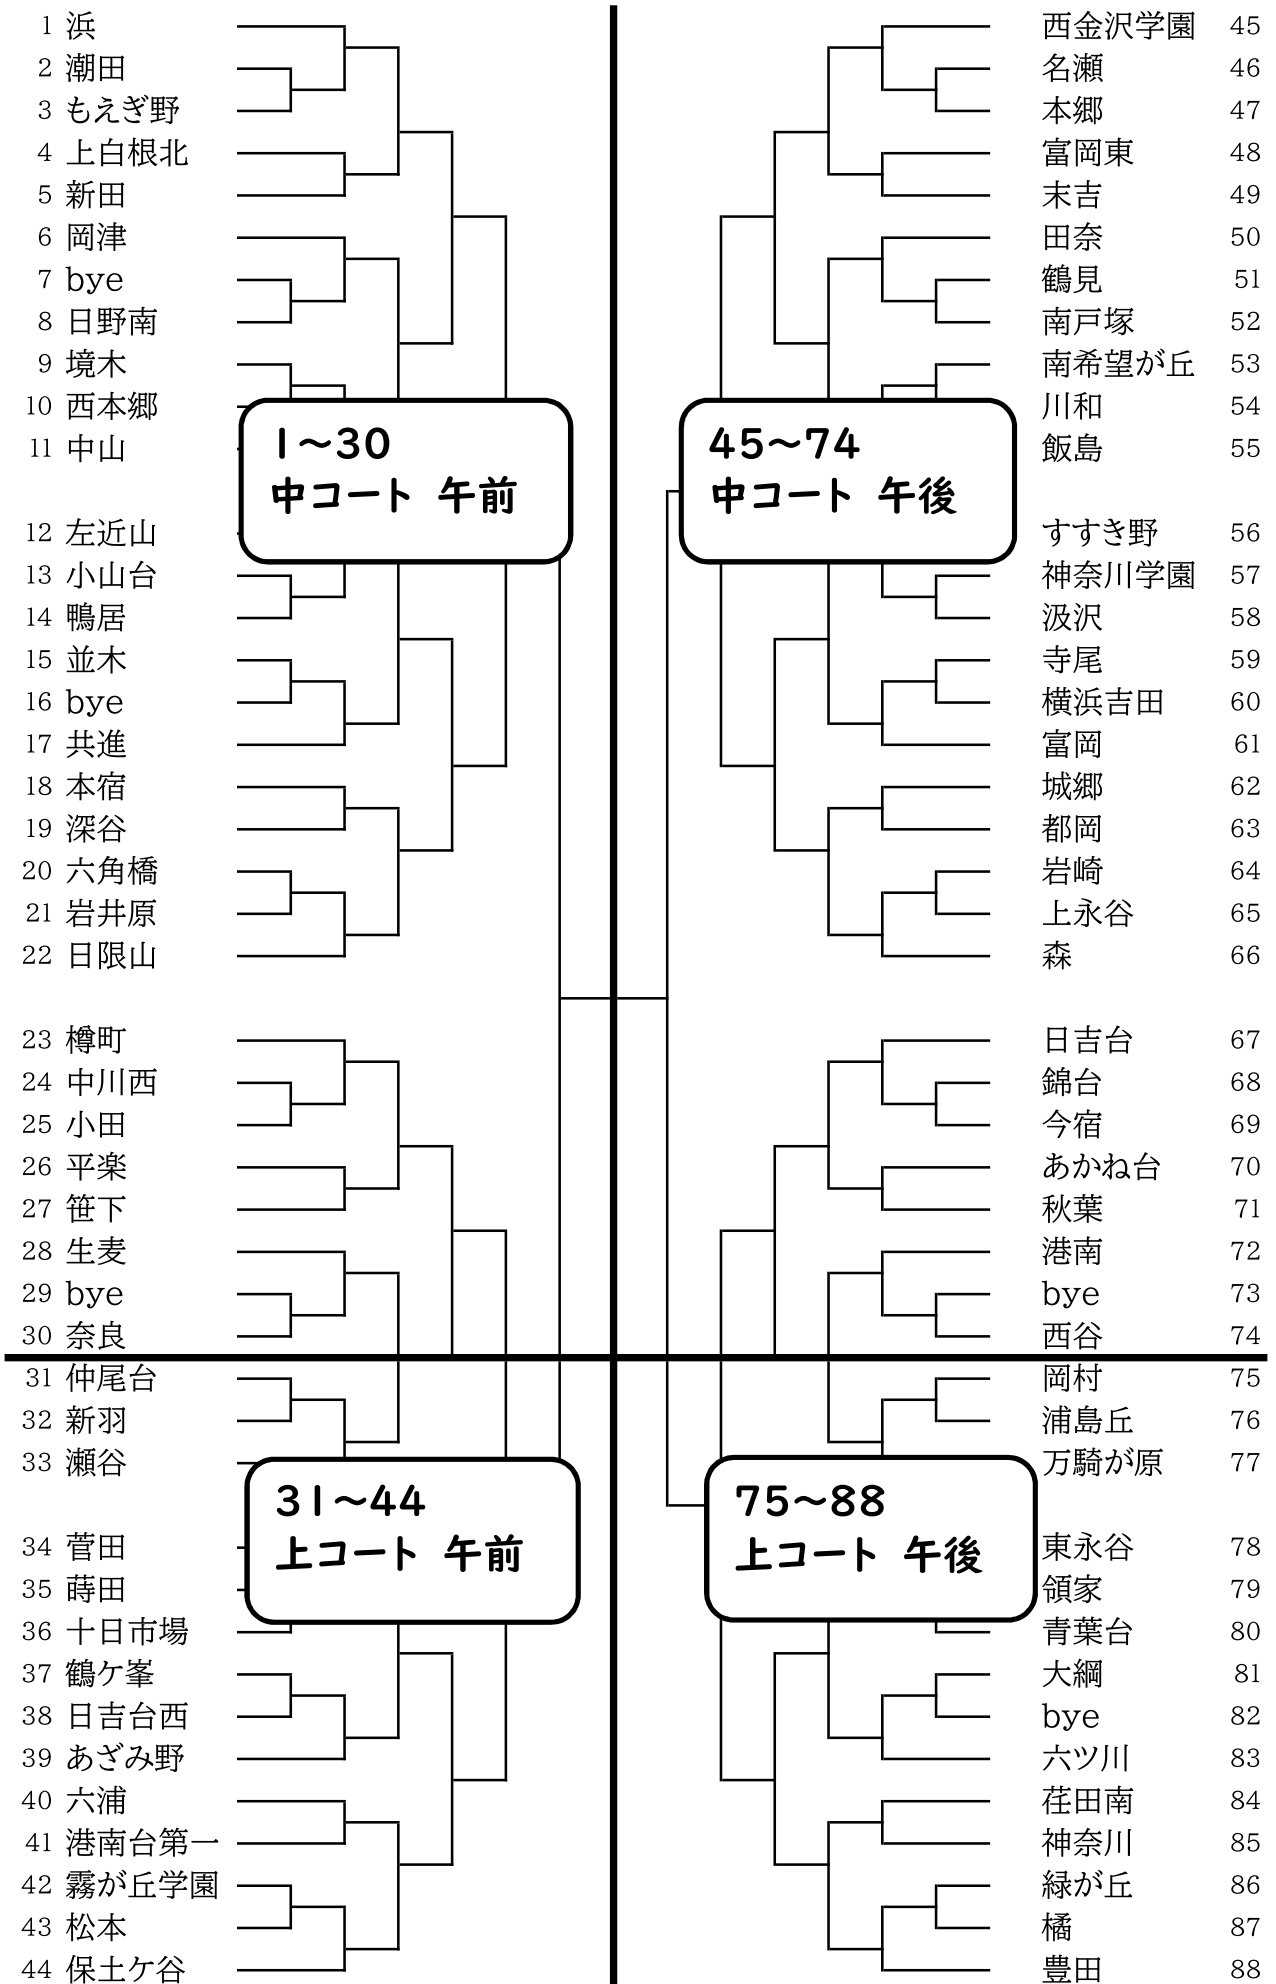 1 浜
2 潮田
3 もえぎ野
4 上白根北
5 新田
6 岡津
7 bye
8 日野南
9 境木
10 西本郷
11 中山
12 左近山
13 小山台
14 鴨居
15 並木
16 bye
17 共進
18 本宿
19 深谷
20 六角橋
21 岩井原
22 日限山
23 樽町
24 中川西
25 小田
26 平楽
27 笹下
28 生麦
29 bye
30 奈良
31 仲尾台
32 新羽
33 瀬谷
34 菅田
35 蒔田
36 十日市場
37 鶴ケ峯
38 日吉台西
39 あざみ野
40 六浦
41 港南台第一
42 霧が丘学園
43 松本
44 保土ケ谷
1～30
中コート 午前
31～44
上コート 午前
45～74
中コート 午後
75～88
上コート 午後
西金沢学園 45
名瀬 46
本郷 47
富岡東 48
末吉 49
田奈 50
鶴見 51
南戸塚 52
南希望が丘 53
川和 54
飯島 55
すすき野 56
神奈川学園 57
汲沢 58
寺尾 59
横浜吉田 60
富岡 61
城郷 62
都岡 63
岩崎 64
上永谷 65
森 66
日吉台 67
錦台 68
今宿 69
あかね台 70
秋葉 71
港南 72
bye 73
西谷 74
岡村 75
浦島丘 76
万騎が原 77
東永谷 78
領家 79
青葉台 80
大綱 81
bye 82
六ツ川 83
荏田南 84
神奈川 85
緑が丘 86
橘 87
豊田 88